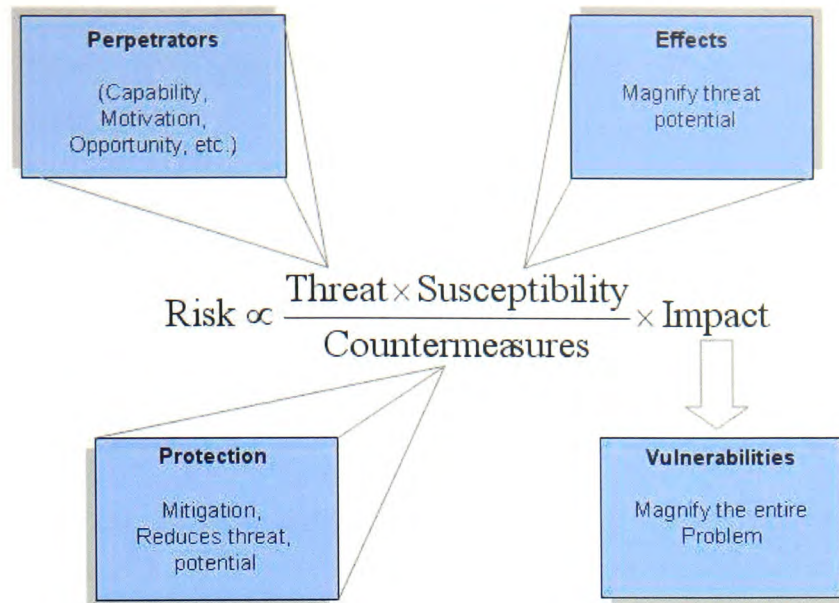 Perpetrators
(Capability,
Motivation,
Opportunity, etc.)
Effects
Magnify threat
potential
Risk ∝ Threat × Susceptibility / Countermeasures × Impact
Protection
Mitigation,
Reduces threat,
potential
Vulnerabilities
Magnify the entire
Problem